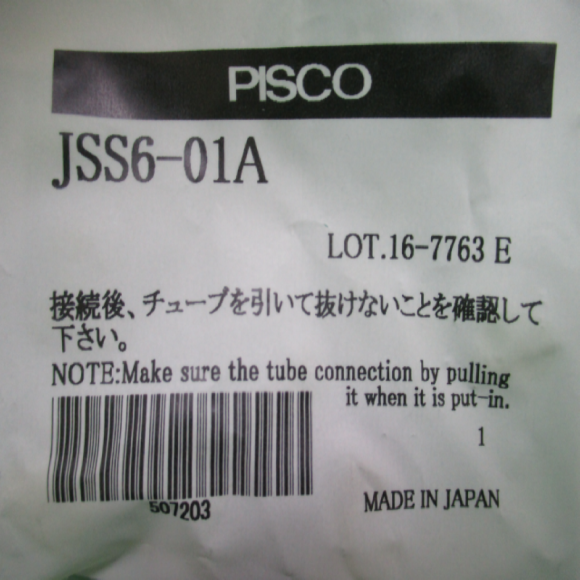 PISCO
JSS6-01A
LOT.16-7763 E
接続後、チューブを引いて抜けないことを確認して
下さい。
NOTE:Make sure the tube connection by pulling
it when it is put-in.
1
507203
MADE IN JAPAN